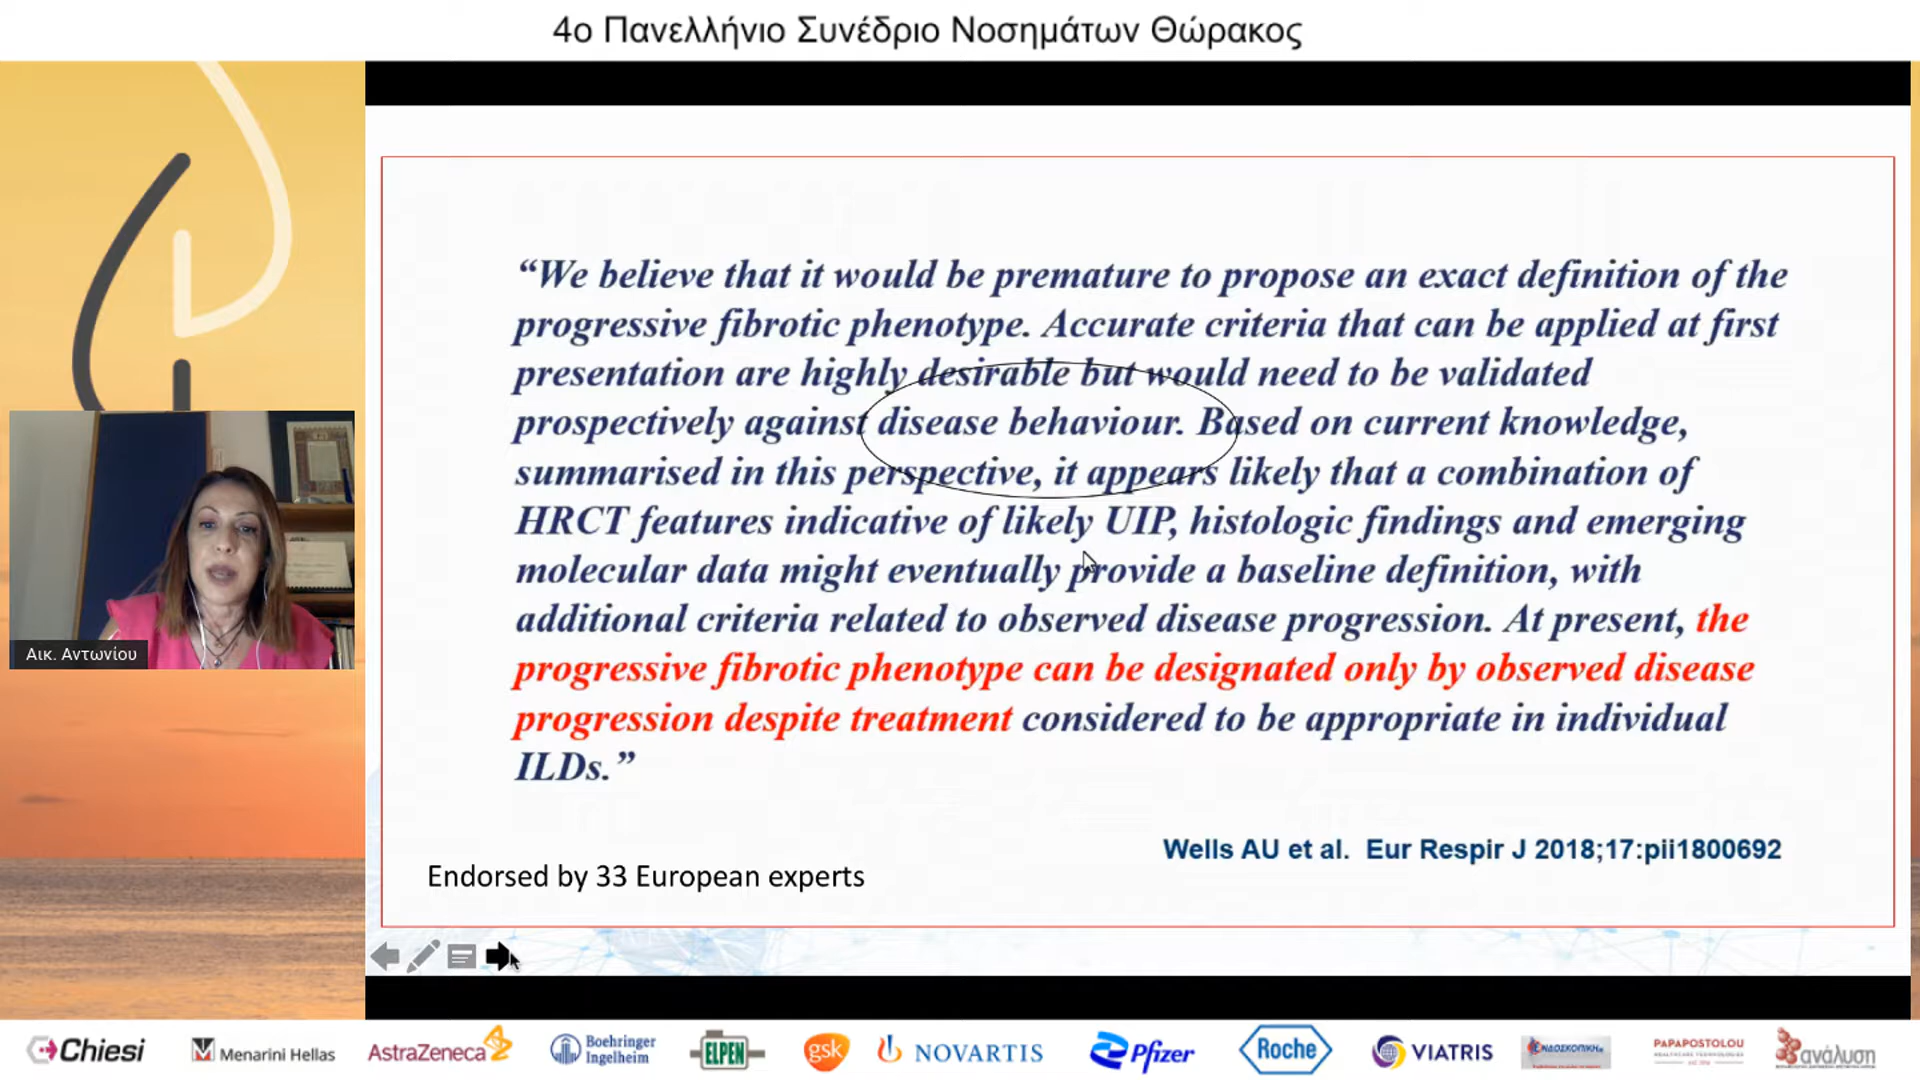 4ο Πανελλήνιο Συνέδριο Νοσημάτων Θώρακος
“We believe that it would be premature to propose an exact definition of the
progressive fibrotic phenotype. Accurate criteria that can be applied at first
presentation are highly desirable but would need to be validated
prospectively against disease behaviour. Based on current knowledge,
summarised in this perspective, it appears likely that a combination of
HRCT features indicative of likely UIP, histologic findings and emerging
molecular data might eventually provide a baseline definition, with
additional criteria related to observed disease progression. At present, the
progressive fibrotic phenotype can be designated only by observed disease
progression despite treatment considered to be appropriate in individual
ILDs.”
Wells AU et al. Eur Respir J 2018;17:pii1800692
Endorsed by 33 European experts
Αικ. Αντωνίου
Chiesi
Menarini Hellas
AstraZeneca
Boehringer
Ingelheim
ELPEN
gsk
NOVARTIS
Pfizer
Roche
VIATRIS
ΕΝΔΟΣΚΟΠΙΚΗ
PAPAPOSTOLOU
ανάλυση